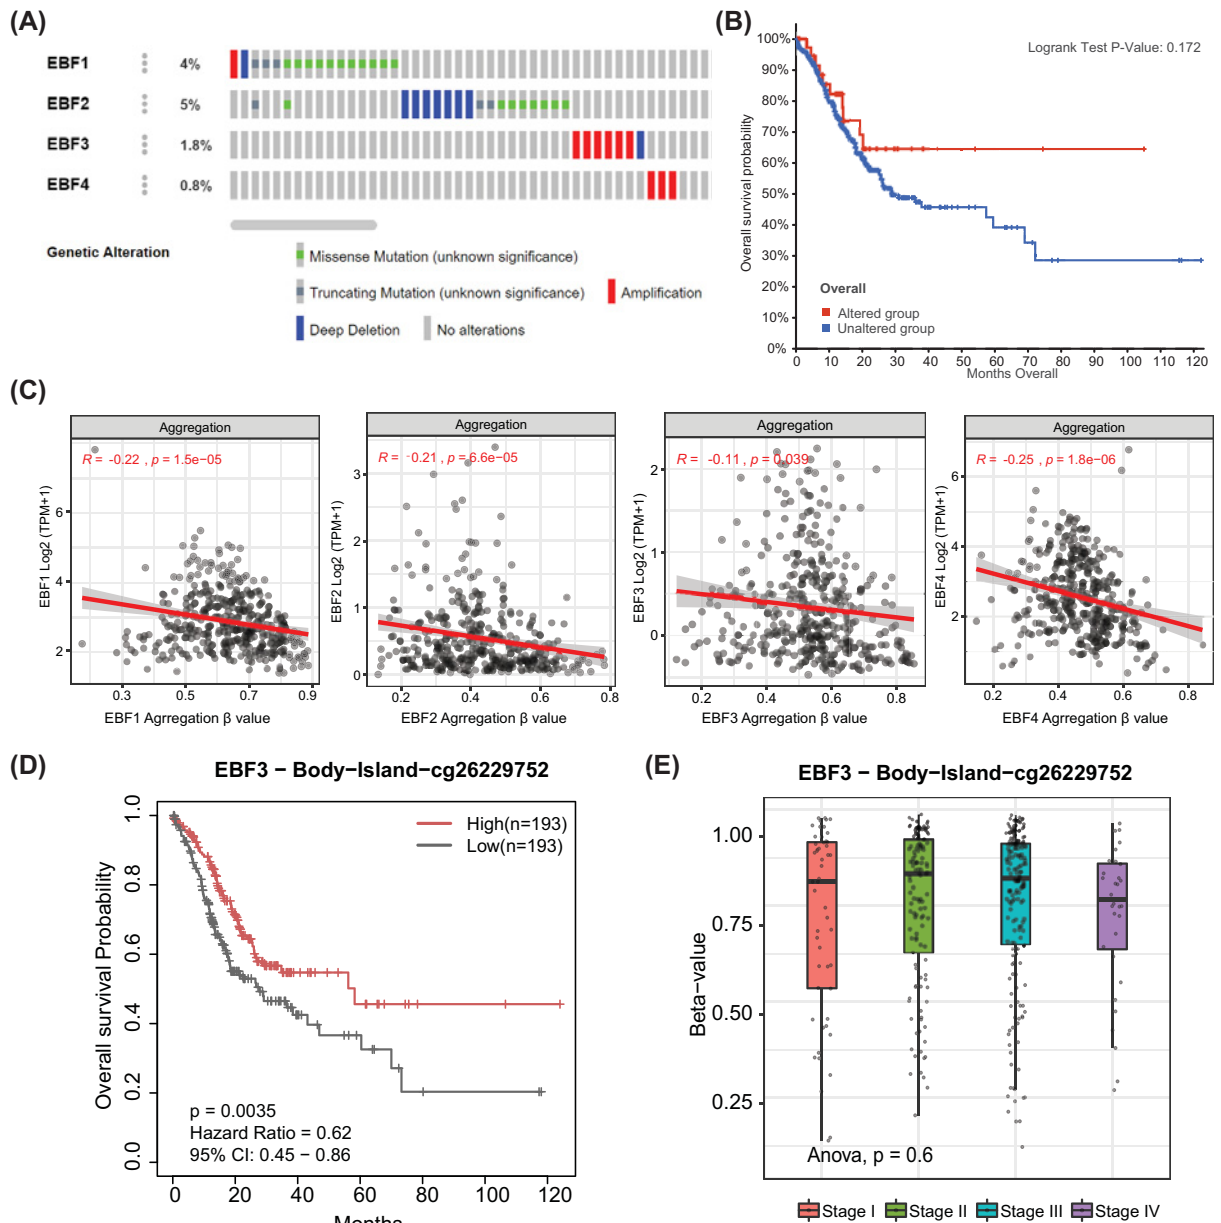 (A)
EBF1 4%
EBF2 5%
EBF3 1.8%
EBF4 0.8%
Genetic Alteration
Missense Mutation (unknown significance)
Truncating Mutation (unknown significance) Amplification
Deep Deletion No alterations
(B)
Logrank Test P-Value: 0.172
100%
90%
80%
70%
60%
50%
40%
30%
20%
10%
0%
Overall survival probability
Overall
Altered group
Unaltered group
0 10 20 30 40 50 60 70 80 90 100 110 120
Months Overall
(C)
Aggregation
R = -0.22 , p = 1.5e−05
EBF1 Log2 (TPM+1)
6
4
2
0.3 0.5 0.7 0.9
EBF1 Agrregation β value
Aggregation
R = -0.21 , p = 6.6e−05
EBF2 Log2 (TPM+1)
3
2
1
0
0.2 0.4 0.6 0.8
EBF2 Agrregation β value
Aggregation
R = -0.11 , p = 0.039
EBF3 Log2 (TPM+1)
2
1
0
0.2 0.4 0.6 0.8
EBF3 Agrregation β value
Aggregation
R = -0.25 , p = 1.8e−06
EBF4 Log2 (TPM+1)
6
4
2
0.2 0.4 0.6 0.8
EBF4 Agrregation β value
(D)
EBF3 − Body−Island−cg26229752
High(n=193)
Low(n=193)
Overall survival Probability
1.0
0.8
0.6
0.4
0.2
0.0
p = 0.0035
Hazard Ratio = 0.62
95% CI: 0.45 − 0.86
0 20 40 60 80 100 120
Months
(E)
EBF3 − Body−Island−cg26229752
Beta−value
1.00
0.75
0.50
0.25
Anova, p = 0.6
Stage I Stage II Stage III Stage IV